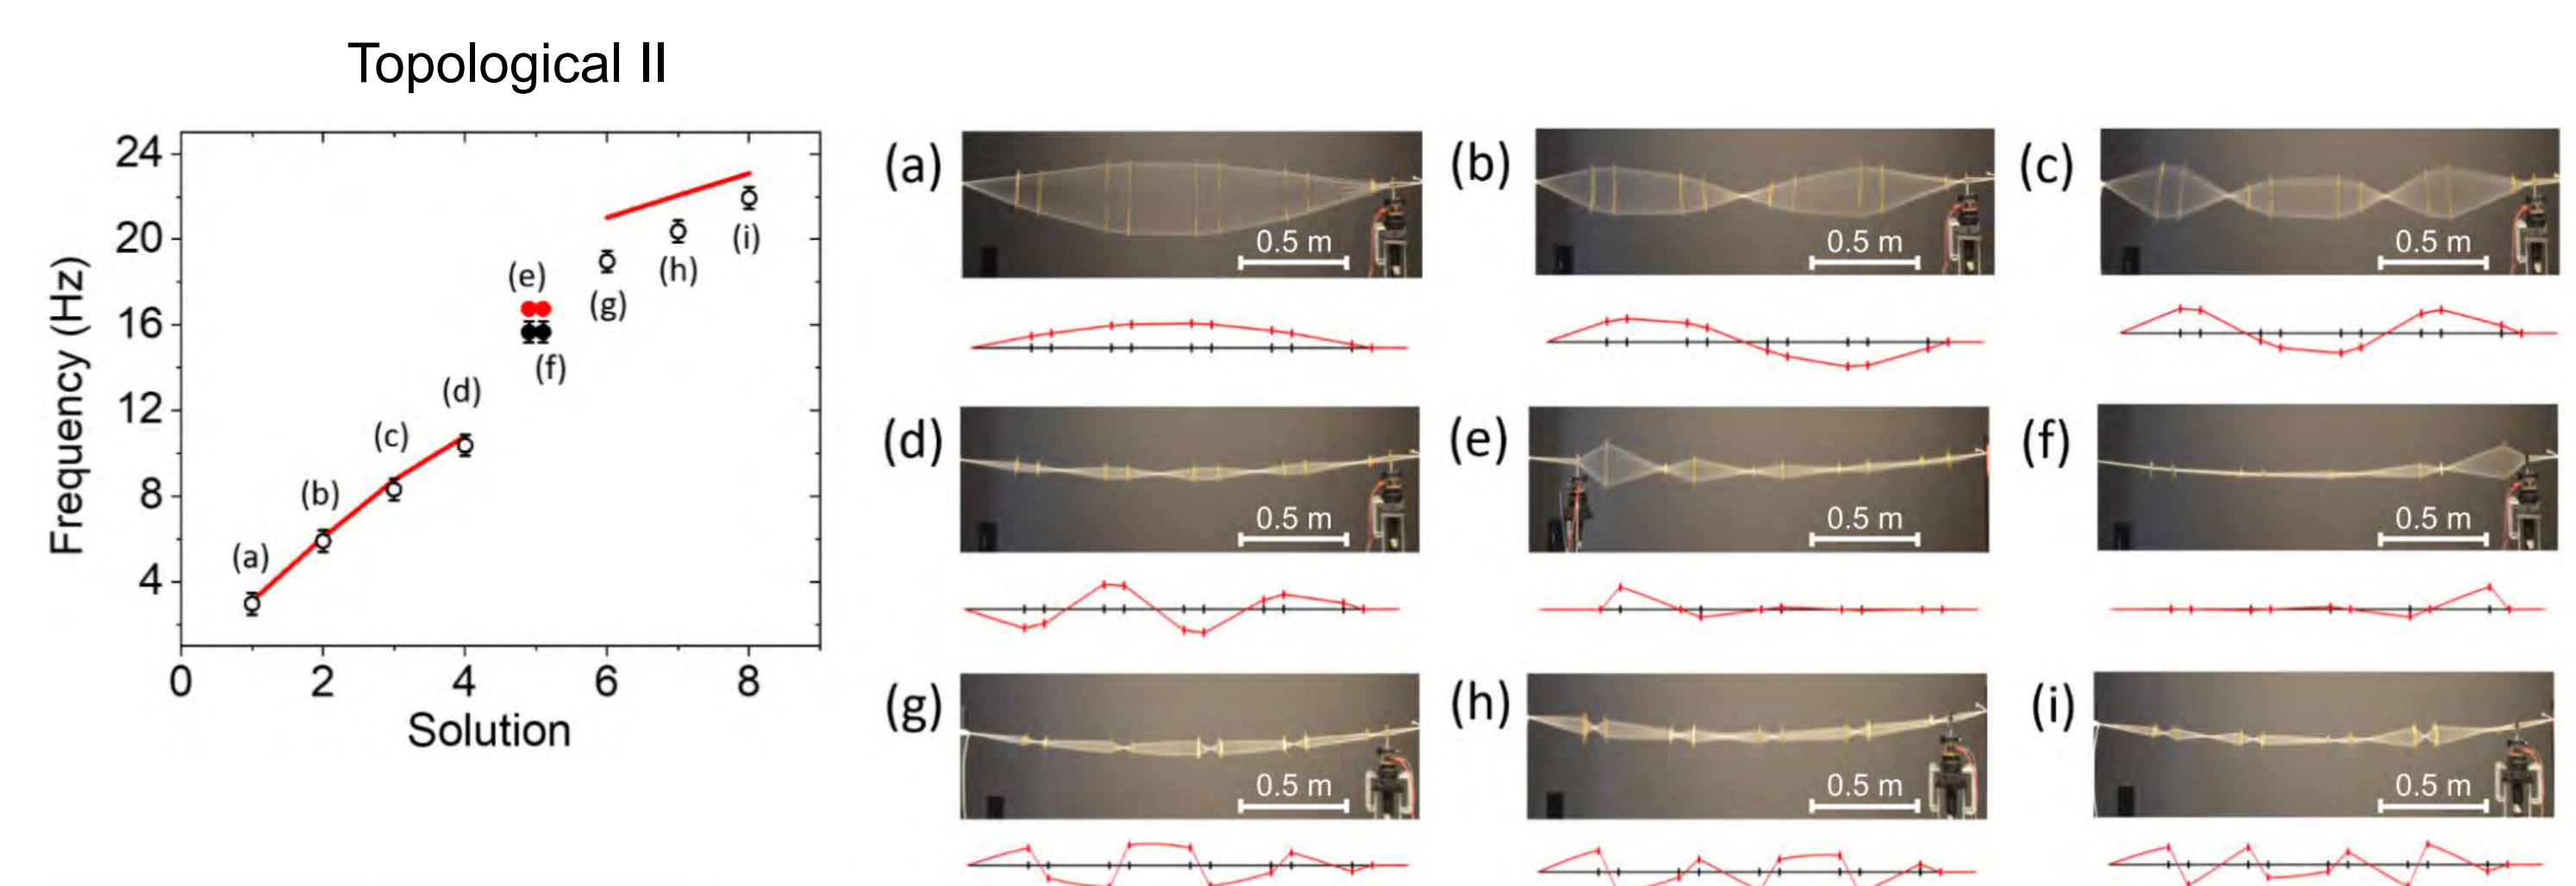 Topological II
Frequency (Hz)
24
20
16
12
8
4
0
2
4
6
8
Solution
(a)
(b)
(c)
(d)
(e)
(f)
(g)
(h)
(i)
(a)
0.5 m
(b)
0.5 m
(c)
0.5 m
(d)
0.5 m
(e)
0.5 m
(f)
0.5 m
(g)
0.5 m
(h)
0.5 m
(i)
0.5 m